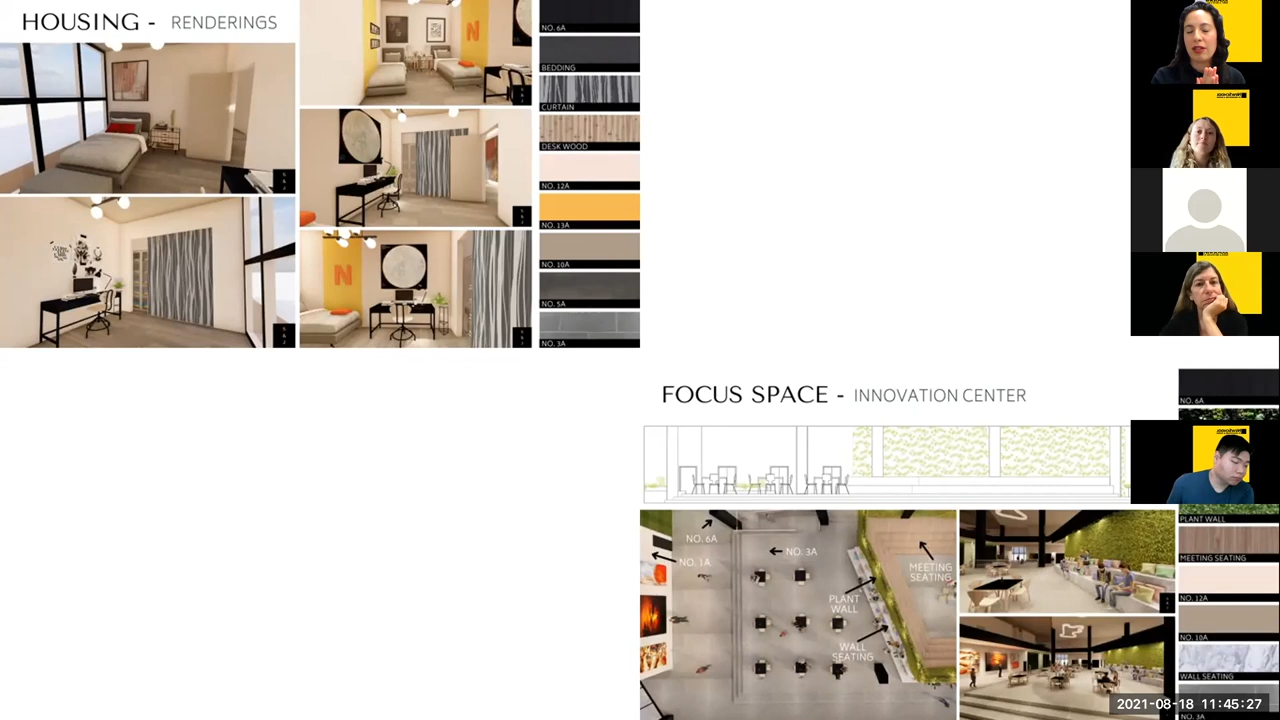 HOUSING - RENDERINGS
N
NO. 6A
BEDDING
CURTAIN
DESK WOOD
NO. 12A
NO. 13A
NO. 10A
NO. 5A
NO. 3A
N
FOCUS SPACE - INNOVATION CENTER
NO. 6A
NO. 1A
NO. 3A
MEETING
SEATING
PLANT
WALL
WALL
SEATING
NO. 6A
PLANT WALL
MEETING SEATING
NO. 12A
NO. 10A
WALL SEATING
NO. 3A
2021-08-18 11:45:27